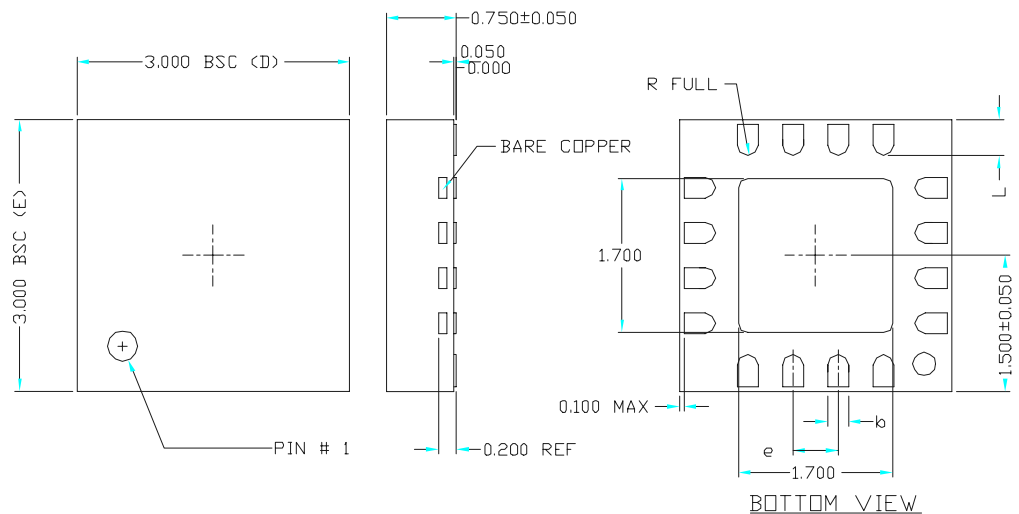 0.750±0.050
3.000 BSC (D)
0.050
0.000
R FULL
BARE COPPER
L
3.000 BSC (E)
1.700
1.500±0.050
0.100 MAX
b
PIN # 1
0.200 REF
e
1.700
BOTTOM VIEW